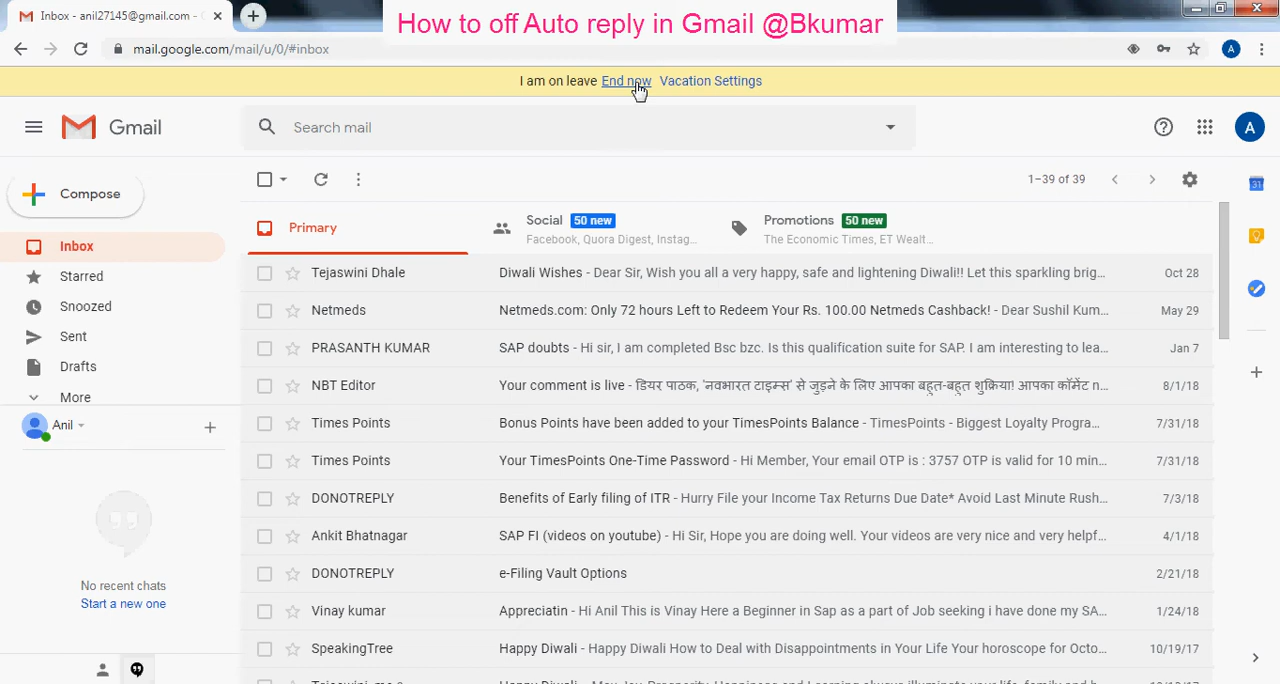 Inbox - anil27145@gmail.com -
How to off Auto reply in Gmail @Bkumar
mail.google.com/mail/u/0/#inbox
A
I am on leave End now Vacation Settings
Gmail
Search mail
A
Compose
1–39 of 39
31
Primary
Social 50 new
Facebook, Quora Digest, Instag...
Promotions 50 new
The Economic Times, ET Wealt...
Inbox
Starred
Snoozed
Sent
Drafts
More
Anil
No recent chats
Start a new one
Tejaswini Dhale Diwali Wishes - Dear Sir, Wish you all a very happy, safe and lightening Diwali!! Let this sparkling brig... Oct 28
Netmeds Netmeds.com: Only 72 hours Left to Redeem Your Rs. 100.00 Netmeds Cashback! - Dear Sushil Kum... May 29
PRASANTH KUMAR SAP doubts - Hi sir, I am completed Bsc bzc. Is this qualification suite for SAP. I am interesting to lea... Jan 7
NBT Editor Your comment is live - डियर पाठक, 'नवभारत टाइम्स' से जुड़ने के लिए आपका बहुत-बहुत शुक्रिया! आपका कॉमेंट n... 8/1/18
Times Points Bonus Points have been added to your TimesPoints Balance - TimesPoints - Biggest Loyalty Progra... 7/31/18
Times Points Your TimesPoints One-Time Password - Hi Member, Your email OTP is : 3757 OTP is valid for 10 min... 7/31/18
DONOTREPLY Benefits of Early filing of ITR - Hurry File your Income Tax Returns Due Date* Avoid Last Minute Rush... 7/3/18
Ankit Bhatnagar SAP FI (videos on youtube) - Hi Sir, Hope you are doing well. Your videos are very nice and very helpf... 4/1/18
DONOTREPLY e-Filing Vault Options 2/21/18
Vinay kumar Appreciatin - Hi Anil This is Vinay Here a Beginner in Sap as a part of Job seeking i have done my SA... 1/24/18
SpeakingTree Happy Diwali - Happy Diwali How to Deal with Disappointments in Your Life Your horoscope for Octo... 10/19/17